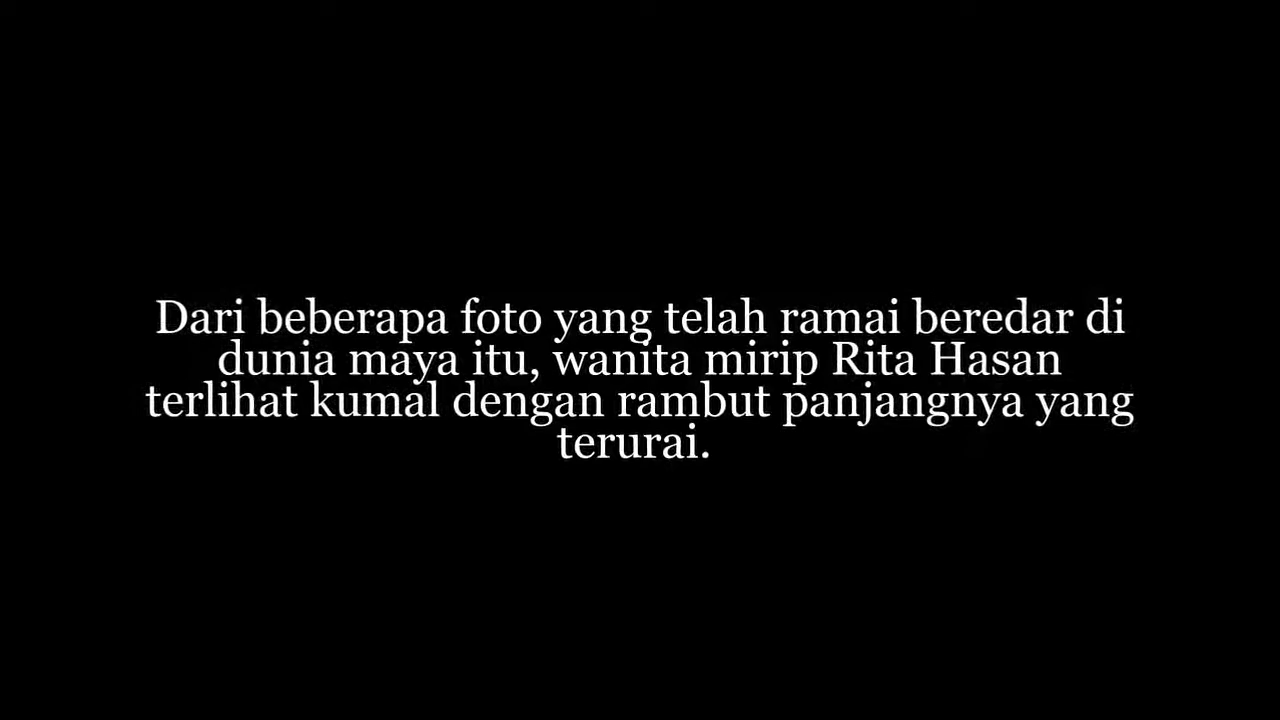 Dari beberapa foto yang telah ramai beredar di
dunia maya itu, wanita mirip Rita Hasan
terlihat kumal dengan rambut panjangnya yang
terurai.